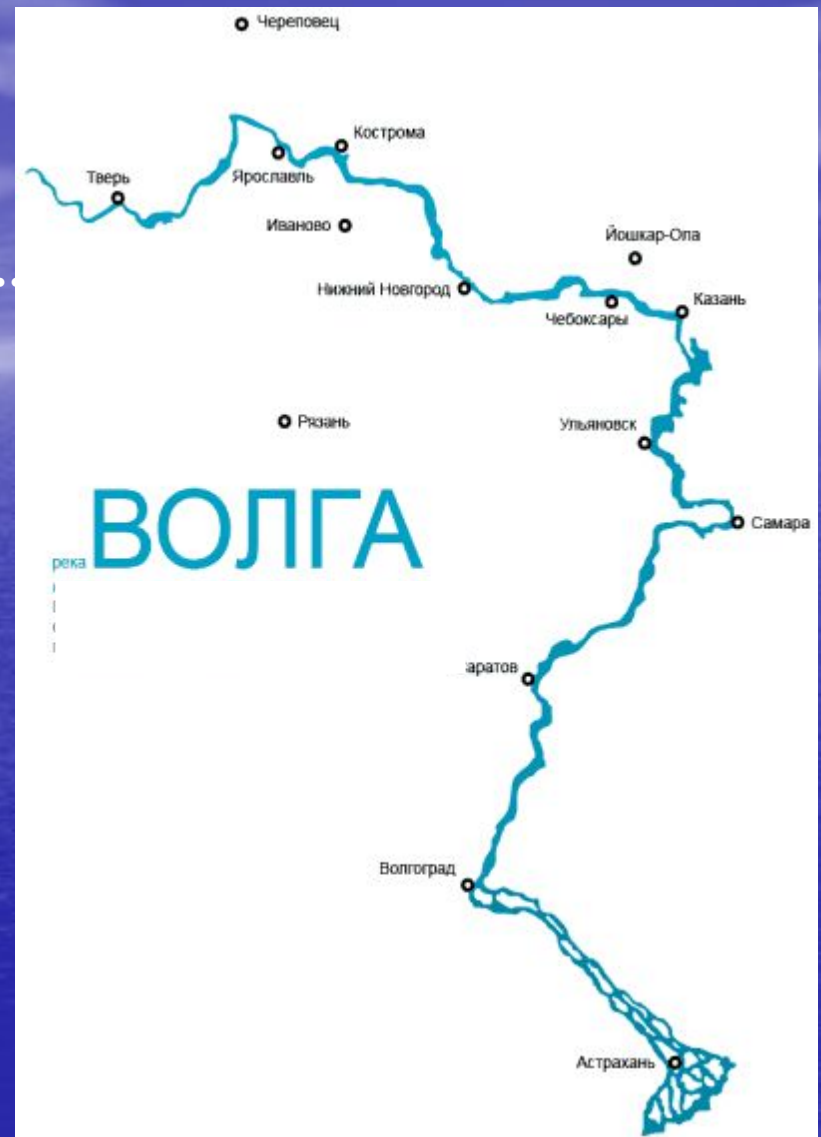 Череповец
Кострома
Тверь
Ярославль
Иваново
Йошкар-Ола
Нижний Новгород
Казань
Чебоксары
Рязань
Ульяновск
ВОЛГА
Самара
река
аратов
Волгоград
Астрахань